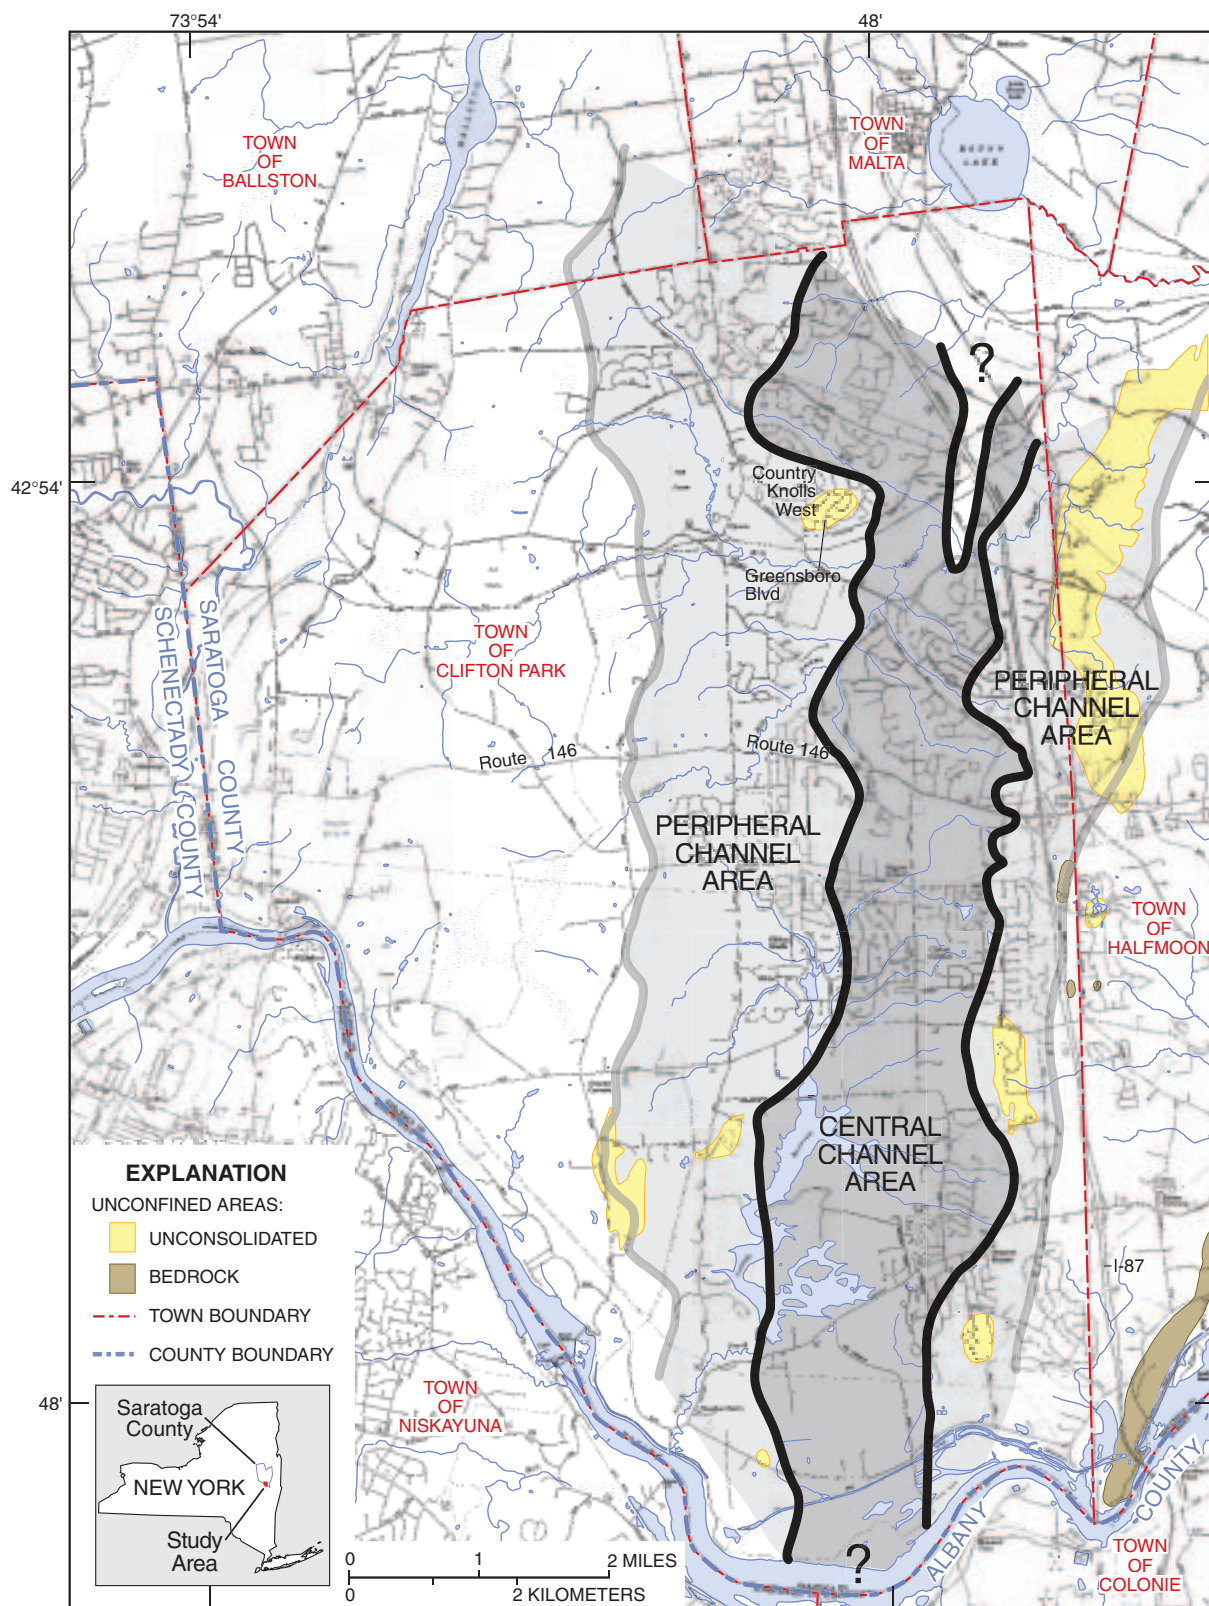 73°54'
48'
TOWN
OF
BALLSTON
TOWN
OF
MALTA
ROUND
LAKE
?
42°54'
Country
Knolls
West
Greensboro
Blvd
SARATOGA COUNTY
SCHENECTADY COUNTY
TOWN
OF
CLIFTON PARK
PERIPHERAL
CHANNEL
AREA
Route 146
Route 146
PERIPHERAL
CHANNEL
AREA
TOWN
OF
HALFMOON
CENTRAL
CHANNEL
AREA
I-87
EXPLANATION
UNCONFINED AREAS:
UNCONSOLIDATED
BEDROCK
TOWN BOUNDARY
COUNTY BOUNDARY
48'
TOWN
OF
NISKAYUNA
Saratoga
County
NEW YORK
Study
Area
0 1 2 MILES
0 2 KILOMETERS
?
ALBANY COUNTY
TOWN
OF
COLONIE